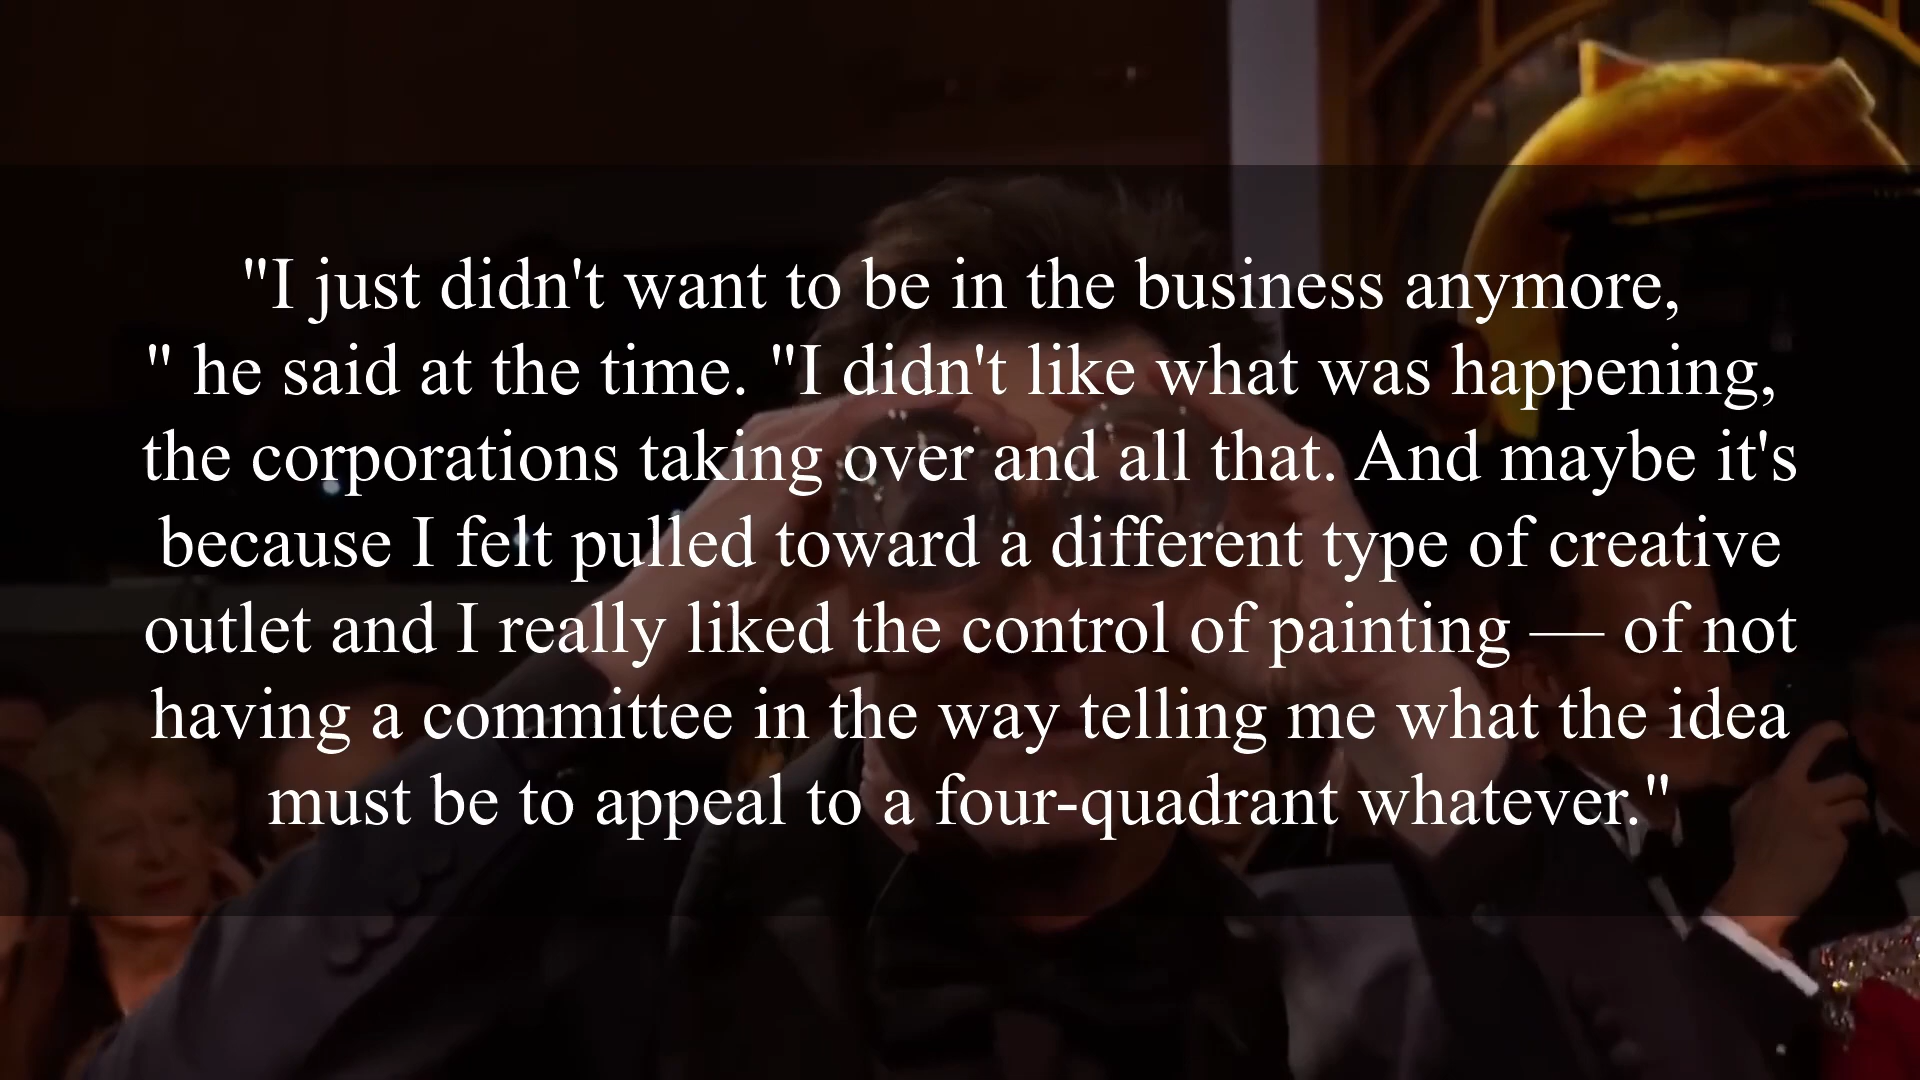 "I just didn't want to be in the business anymore,
" he said at the time. "I didn't like what was happening,
the corporations taking over and all that. And maybe it's
because I felt pulled toward a different type of creative
outlet and I really liked the control of painting — of not
having a committee in the way telling me what the idea
must be to appeal to a four-quadrant whatever."